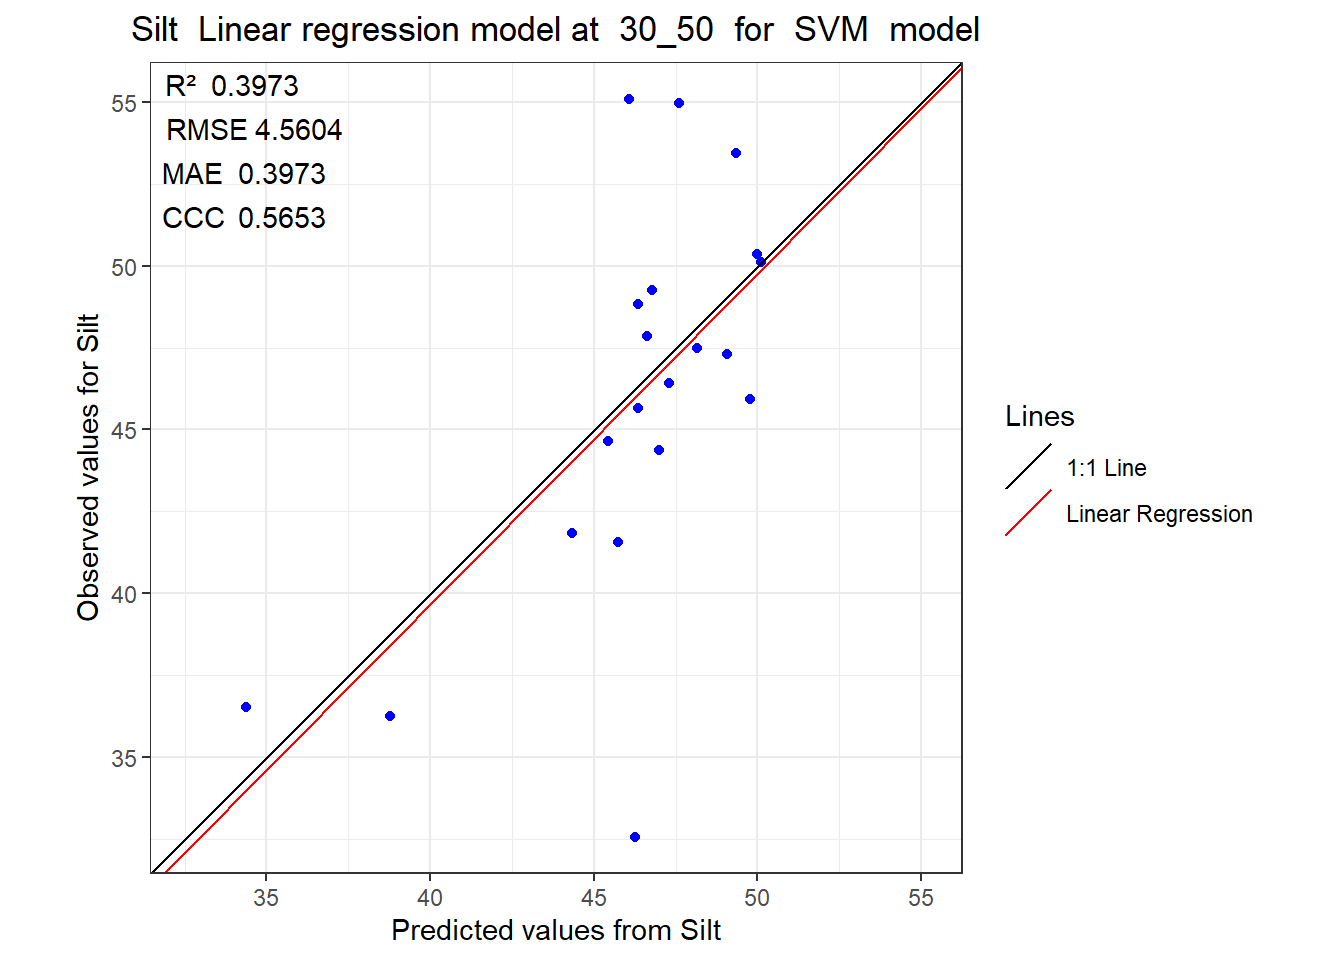 Silt Linear regression model at 30_50 for SVM model
R² 0.3973
RMSE 4.5604
MAE 0.3973
CCC 0.5653
55
50
45
40
35
Observed values for Silt
35 40 45 50 55
Predicted values from Silt
Lines
1:1 Line
Linear Regression